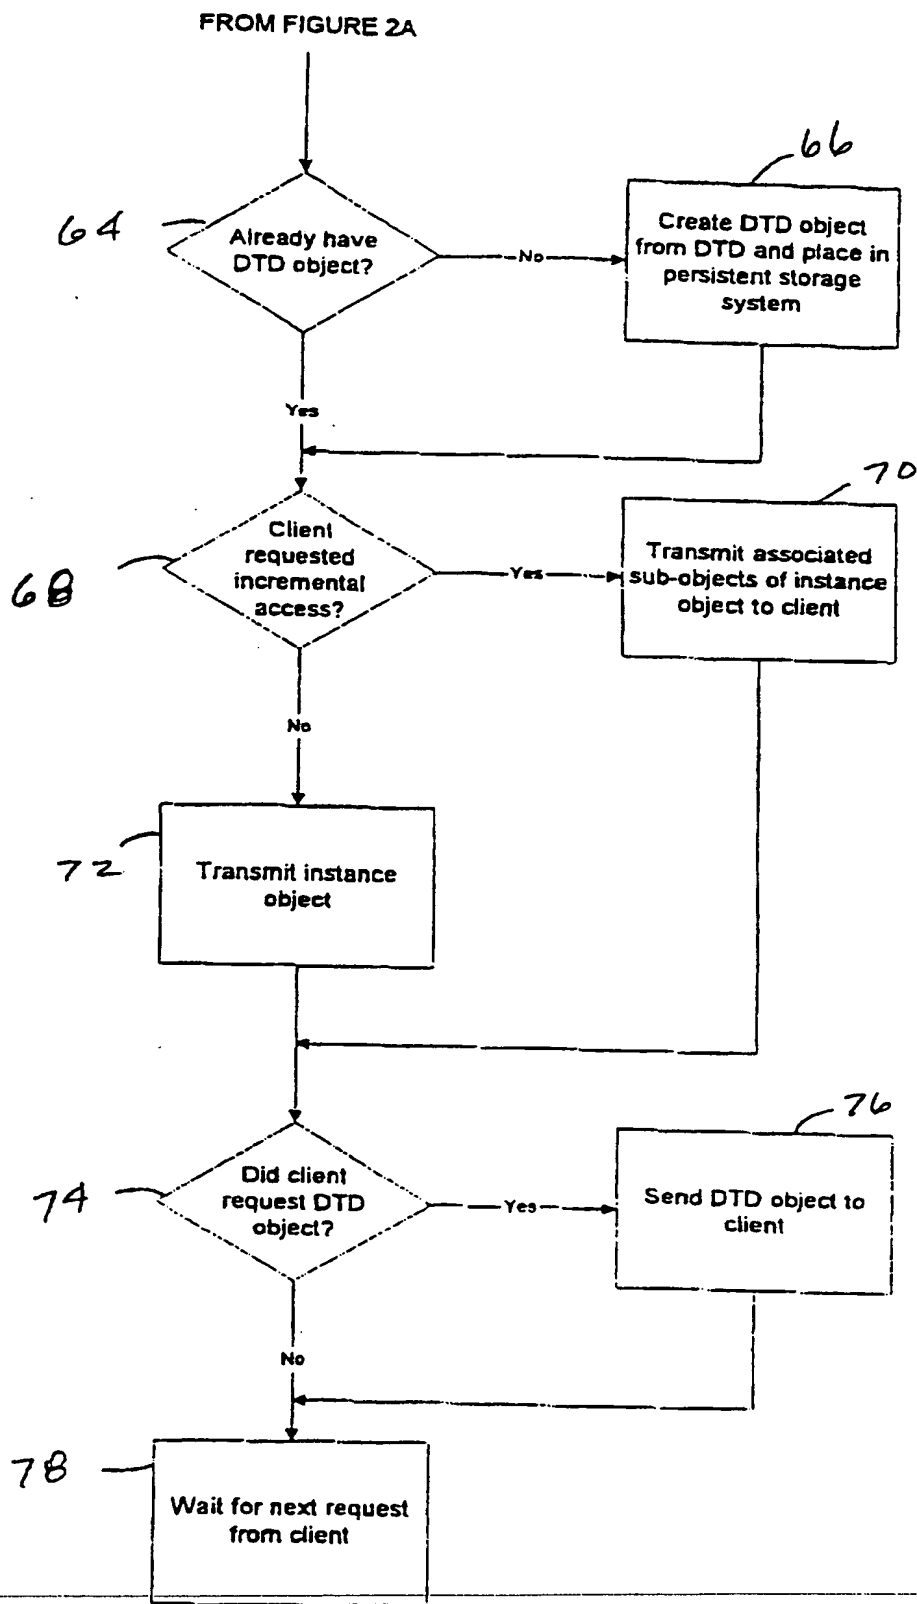 FROM FIGURE 2A
66
64
Already have
DTD object?
No
Create DTD object
from DTD and place in
persistent storage
system
Yes
70
68
Client
requested
incremental
access?
Yes
Transmit associated
sub-objects of instance
object to client
No
72
Transmit instance
object
76
74
Did client
request DTD
object?
Yes
Send DTD object to
client
No
78
Wait for next request
from client